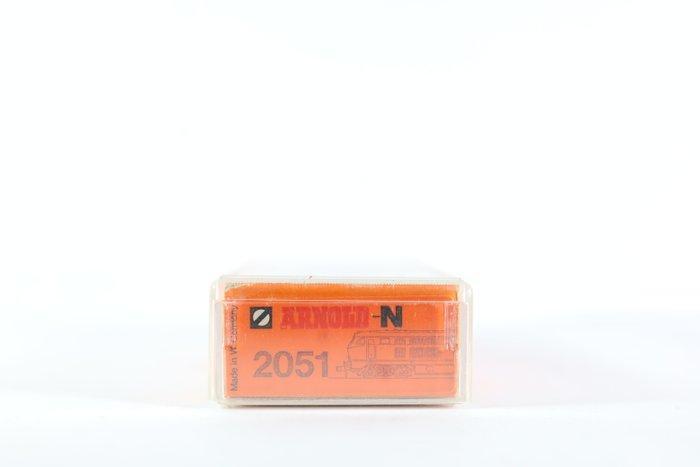 ARNOLD-N
2051
Made in W. Germany